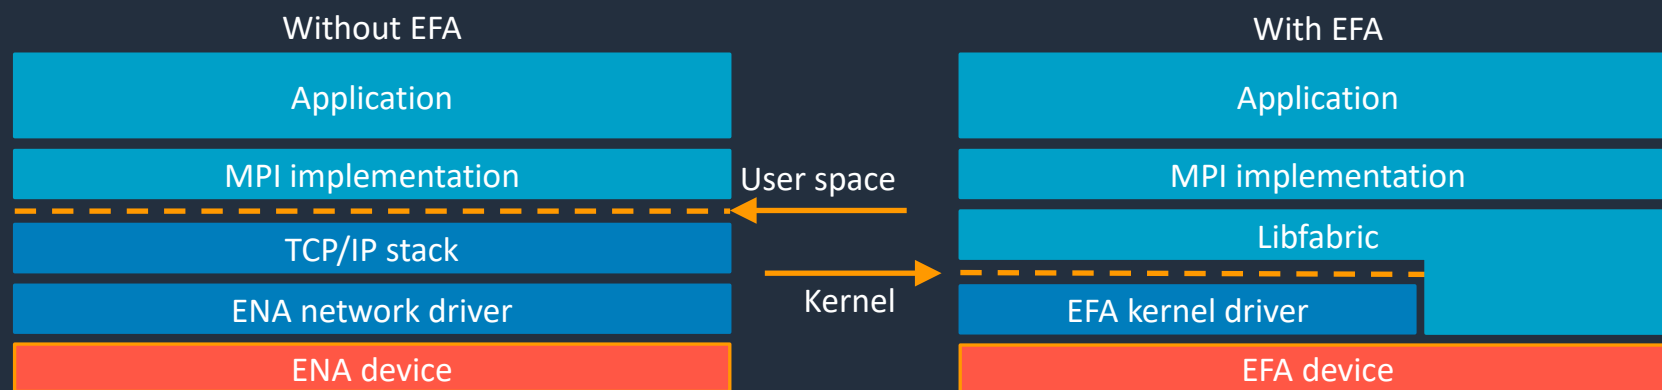 Without EFA
Application
MPI implementation
TCP/IP stack
ENA network driver
ENA device
User space
Kernel
With EFA
Application
MPI implementation
Libfabric
EFA kernel driver
EFA device